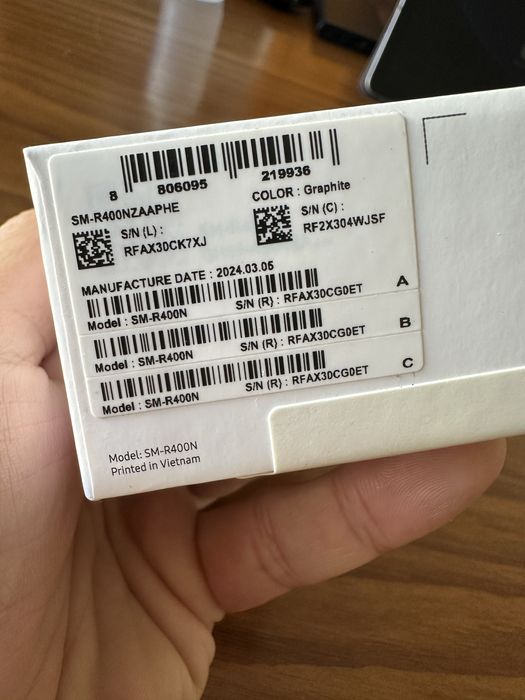 8 806095 219936
SM-R400NZAAPHE
COLOR : Graphite
S/N (L) :
RFAX30CK7XJ
S/N (C) :
RF2X304WJSF
MANUFACTURE DATE : 2024.03.05
Model : SM-R400N S/N (R) : RFAX30CG0ET A
Model : SM-R400N S/N (R) : RFAX30CG0ET B
Model : SM-R400N S/N (R) : RFAX30CG0ET C
Model: SM-R400N
Printed in Vietnam